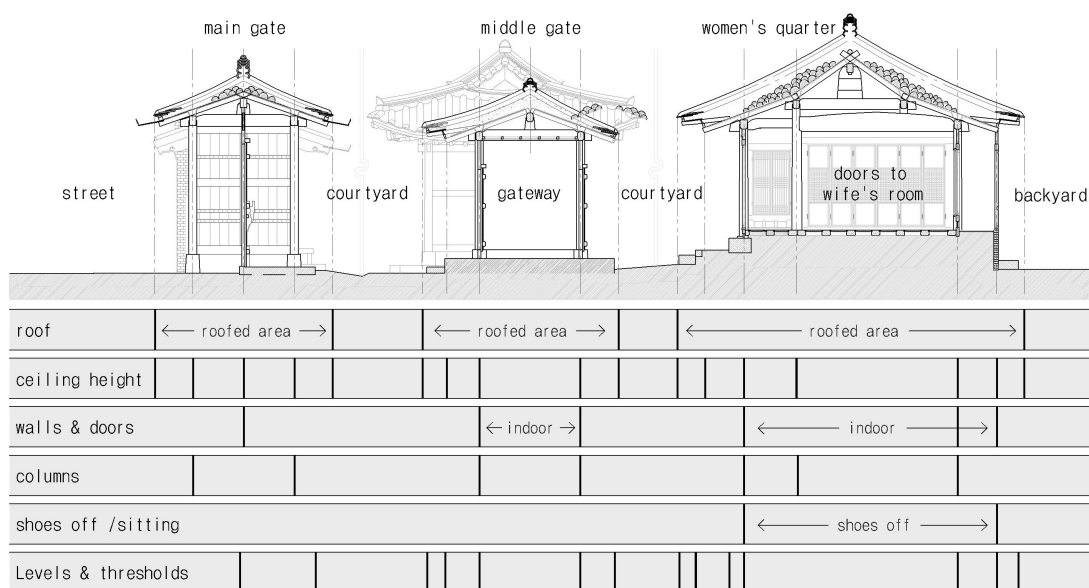 main gate
middle gate
women's quarter
street
courtyard
gateway
courtyard
doors to
wife's room
backyard
roof
roofed area
roofed area
roofed area
ceiling height
walls & doors
indoor
indoor
columns
shoes off /sitting
shoes off
Levels & thresholds